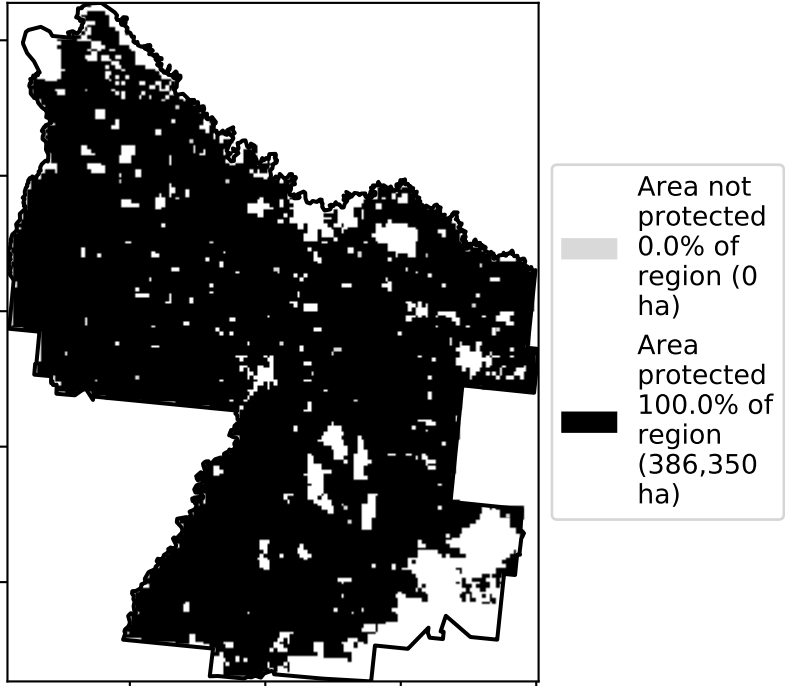 Area not
protected
0.0% of
region (0
ha)
Area
protected
100.0% of
region
(386,350
ha)